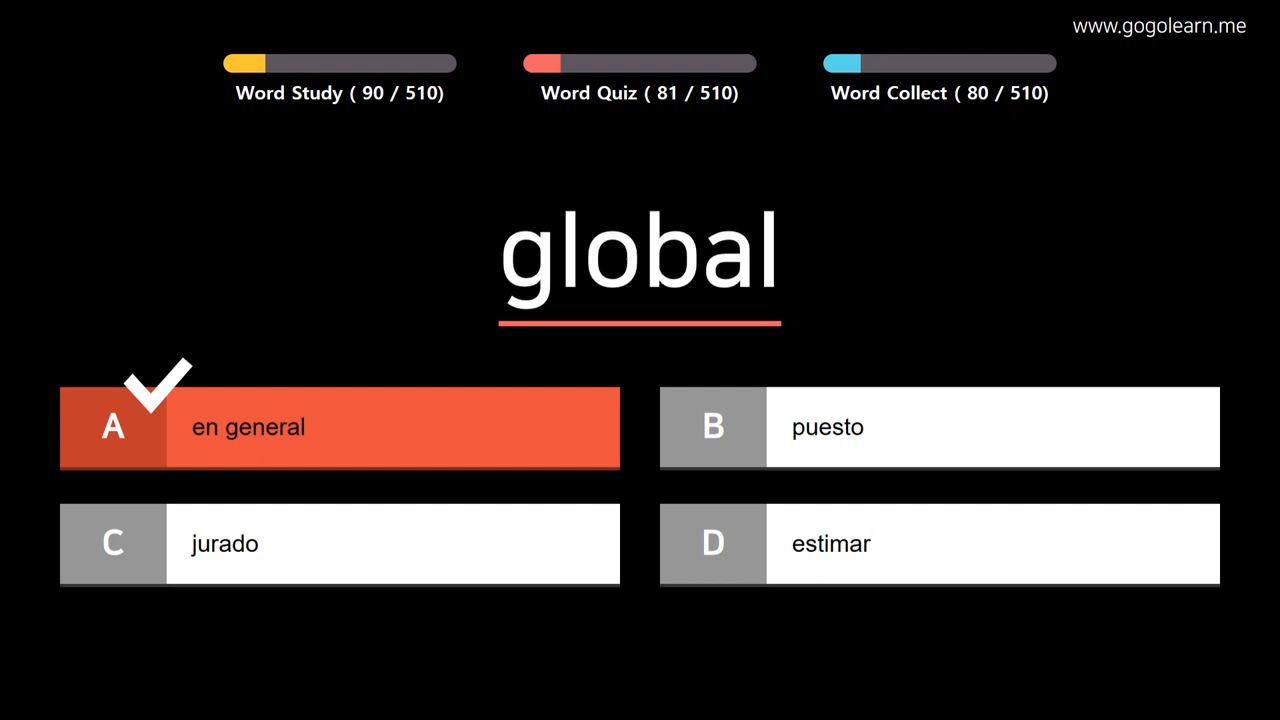 www.gogolearn.me
Word Study ( 90 / 510)
Word Quiz ( 81 / 510)
Word Collect ( 80 / 510)
global
A en general
B puesto
C jurado
D estimar